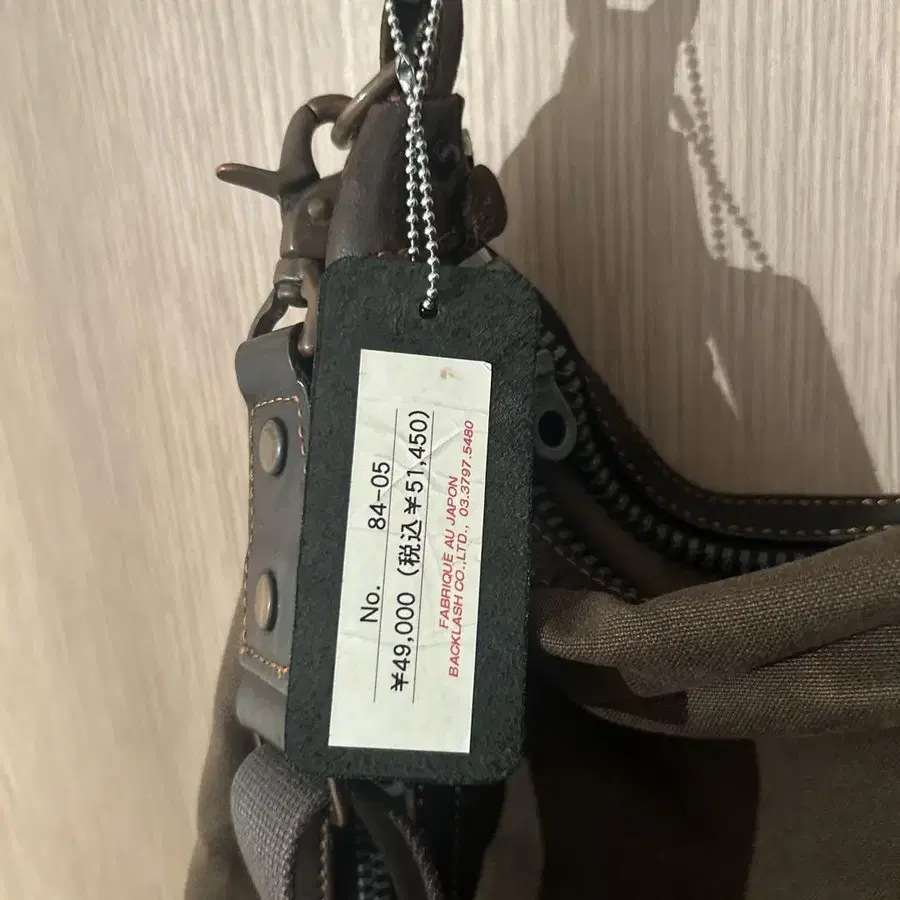 No. 84-05
¥49,000 (税込¥51,450)
FABRIQUE AU JAPON
BACKLASH CO.,LTD., 03.3797.5480